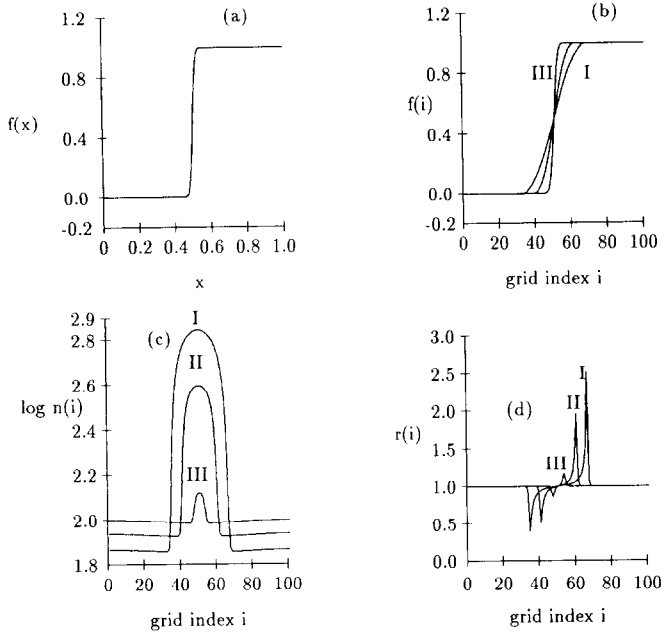 (a)
1.2
0.8
f(x)
0.4
0.0
-0.2
0 0.2 0.4 0.6 0.8 1.0
x
(b)
1.2
III I
0.8
f(i)
0.4
0.0
-0.2
0 20 40 60 80 100
grid index i
2.9
2.8
(c)
I
II
2.6
log n(i)
2.4
III
2.2
2.0
1.8
0 20 40 60 80 100
grid index i
3.0
2.5
I
2.0
II
(d)
r(i)
1.5
III
1.0
0.5
0.0
0 20 40 60 80 100
grid index i